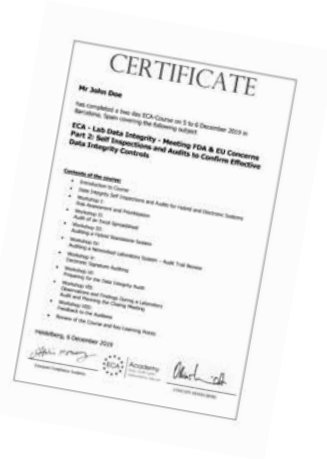 CERTIFICATE
Mr John Doe
has completed a two day ECA-Course on 5 to 6 December 2019 in
Barcelona, Spain covering the following subject
ECA - Lab Data Integrity - Meeting FDA & EU Concerns
Part 2: Self Inspections and Audits to Confirm Effective
Data Integrity Controls
Contents of the course:
Introduction to Course
Data Integrity Self Inspections and Audits for Hybrid and Electronic Systems
Workshop I:
Risk Assessment and Prioritisation
Workshop II:
Audit of an Excel Spreadsheet
Workshop III:
Auditing a Hybrid Standalone System
Workshop IV:
Auditing a Networked Laboratory System - Audit Trail Review
Workshop V:
Electronic Signature Auditing
Workshop VI:
Preparing for the Data Integrity Audit
Workshop VII:
Observations and Findings During a Laboratory
Audit and Planning the Closing Meeting
Workshop VIII:
Feedback to the Auditees
Review of the Course and Key Learning Points
Heidelberg, 6 December 2019
ECA Academy
European Compliance Academy